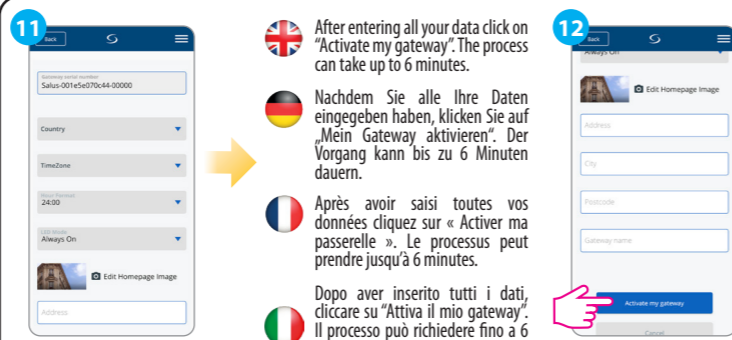 11
Back
Gateway serial number
Salus-001e5e070c44-00000
Country
TimeZone
Hour Format
24:00
LED Mode
Always On
Edit Homepage Image
Address
After entering all your data click on
“Activate my gateway”. The process
can take up to 6 minutes.
Nachdem Sie alle Ihre Daten
eingegeben haben, klicken Sie auf
„Mein Gateway aktivieren“. Der
Vorgang kann bis zu 6 Minuten
dauern.
Après avoir saisi toutes vos
données cliquez sur « Activer ma
passerelle ». Le processus peut
prendre jusqu’à 6 minutes.
Dopo aver inserito tutti i dati,
cliccare su “Attiva il mio gateway”.
Il processo può richiedere fino a 6
12
Back
Always On
Edit Homepage Image
Address
City
Postcode
Gateway name
Activate my gateway
Cancel